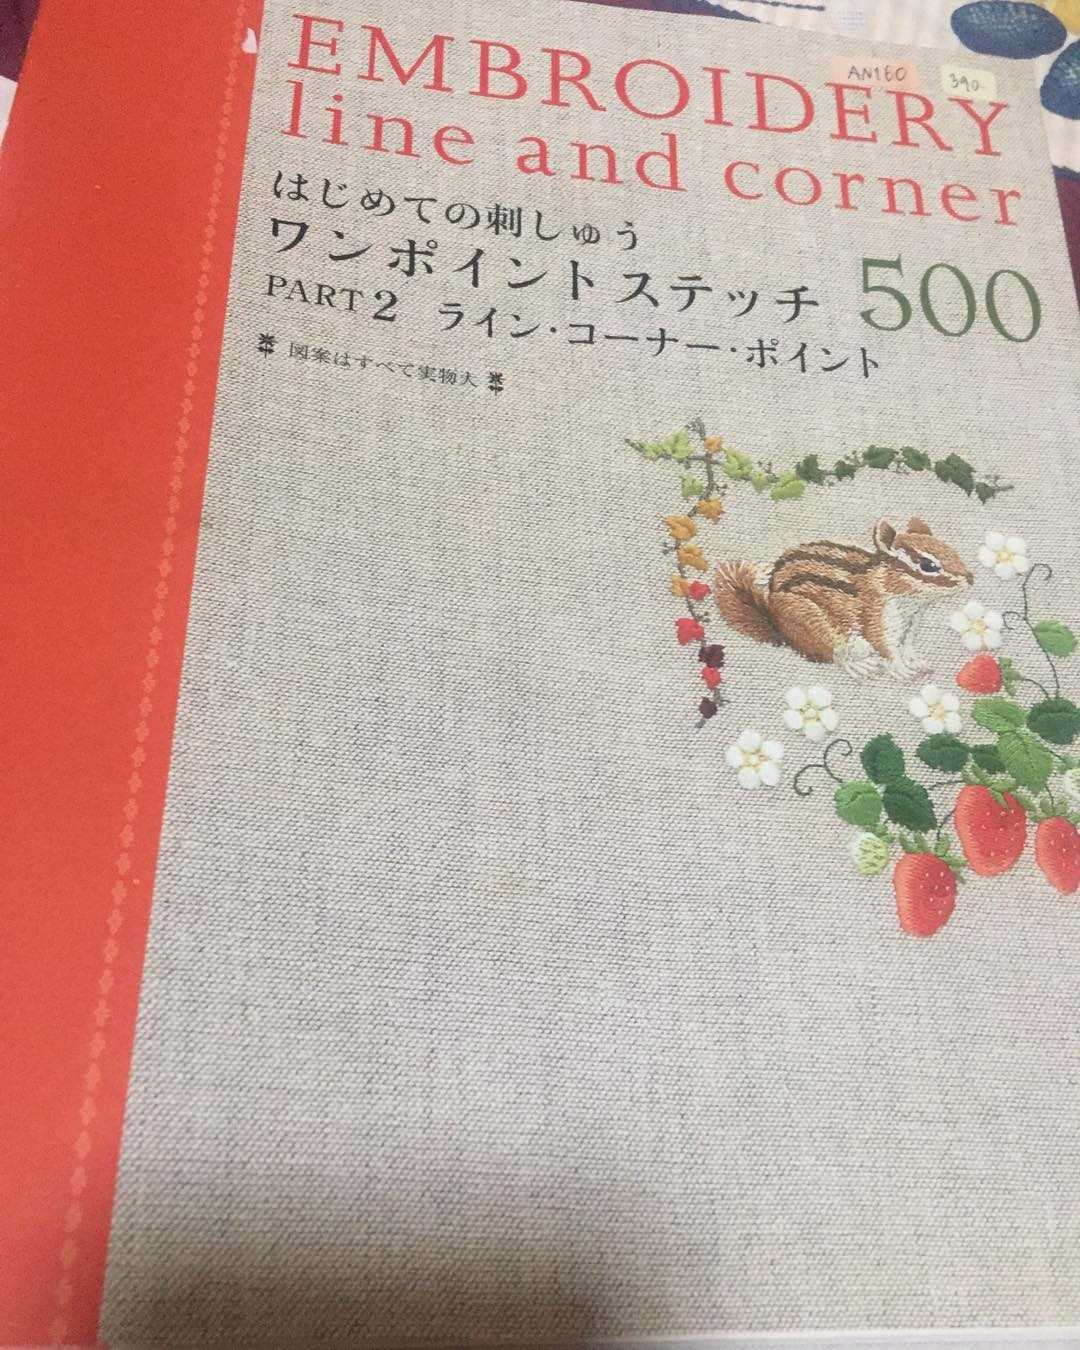 EMBROIDERY
line and corner
AN160
390-
はじめての刺しゅう
ワンポイントステッチ 500
PART2 ライン・コーナー・ポイント
図案はすべて実物大